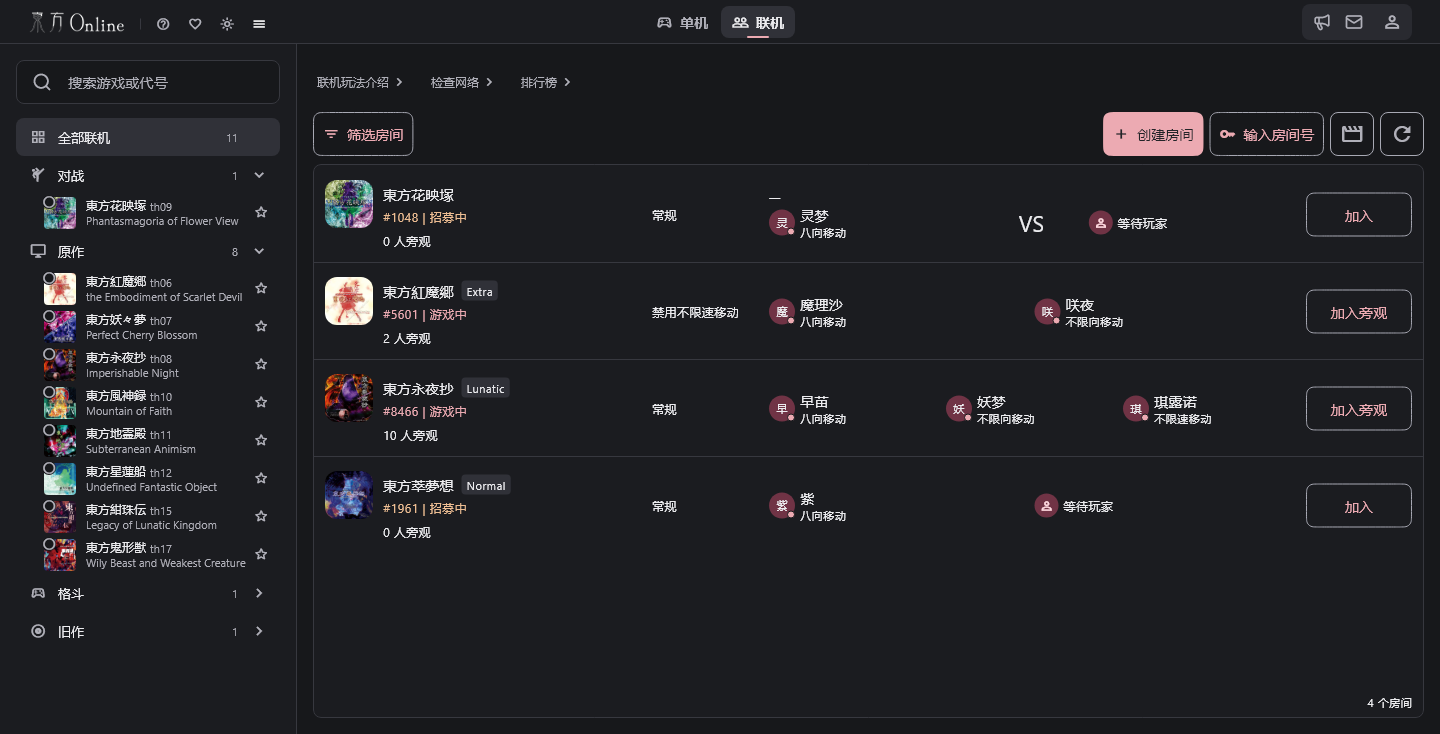 東方Online
单机
联机
搜索游戏或代号
全部联机 11
对战 1
東方花映塚 th09
Phantasmagoria of Flower View
原作 8
東方紅魔郷 th06
the Embodiment of Scarlet Devil
東方妖々夢 th07
Perfect Cherry Blossom
東方永夜抄 th08
Imperishable Night
東方風神録 th10
Mountain of Faith
東方地霊殿 th11
Subterranean Animism
東方星蓮船 th12
Undefined Fantastic Object
東方紺珠伝 th15
Legacy of Lunatic Kingdom
東方鬼形獣 th17
Wily Beast and Weakest Creature
格斗 1
旧作 1
联机玩法介绍
检查网络
排行榜
筛选房间
+ 创建房间
输入房间号
東方花映塚
#1048 | 招募中
0 人旁观
常规
—
灵
灵梦
八向移动
VS
等待玩家
加入
東方紅魔郷 Extra
#5601 | 游戏中
2 人旁观
禁用不限速移动
魔
魔理沙
八向移动
咲
咲夜
不限向移动
加入旁观
東方永夜抄 Lunatic
#8466 | 游戏中
10 人旁观
常规
早
早苗
八向移动
妖
妖梦
不限向移动
琪
琪露诺
不限速移动
加入旁观
東方萃夢想 Normal
#1961 | 招募中
0 人旁观
常规
紫
紫
八向移动
等待玩家
加入
4 个房间